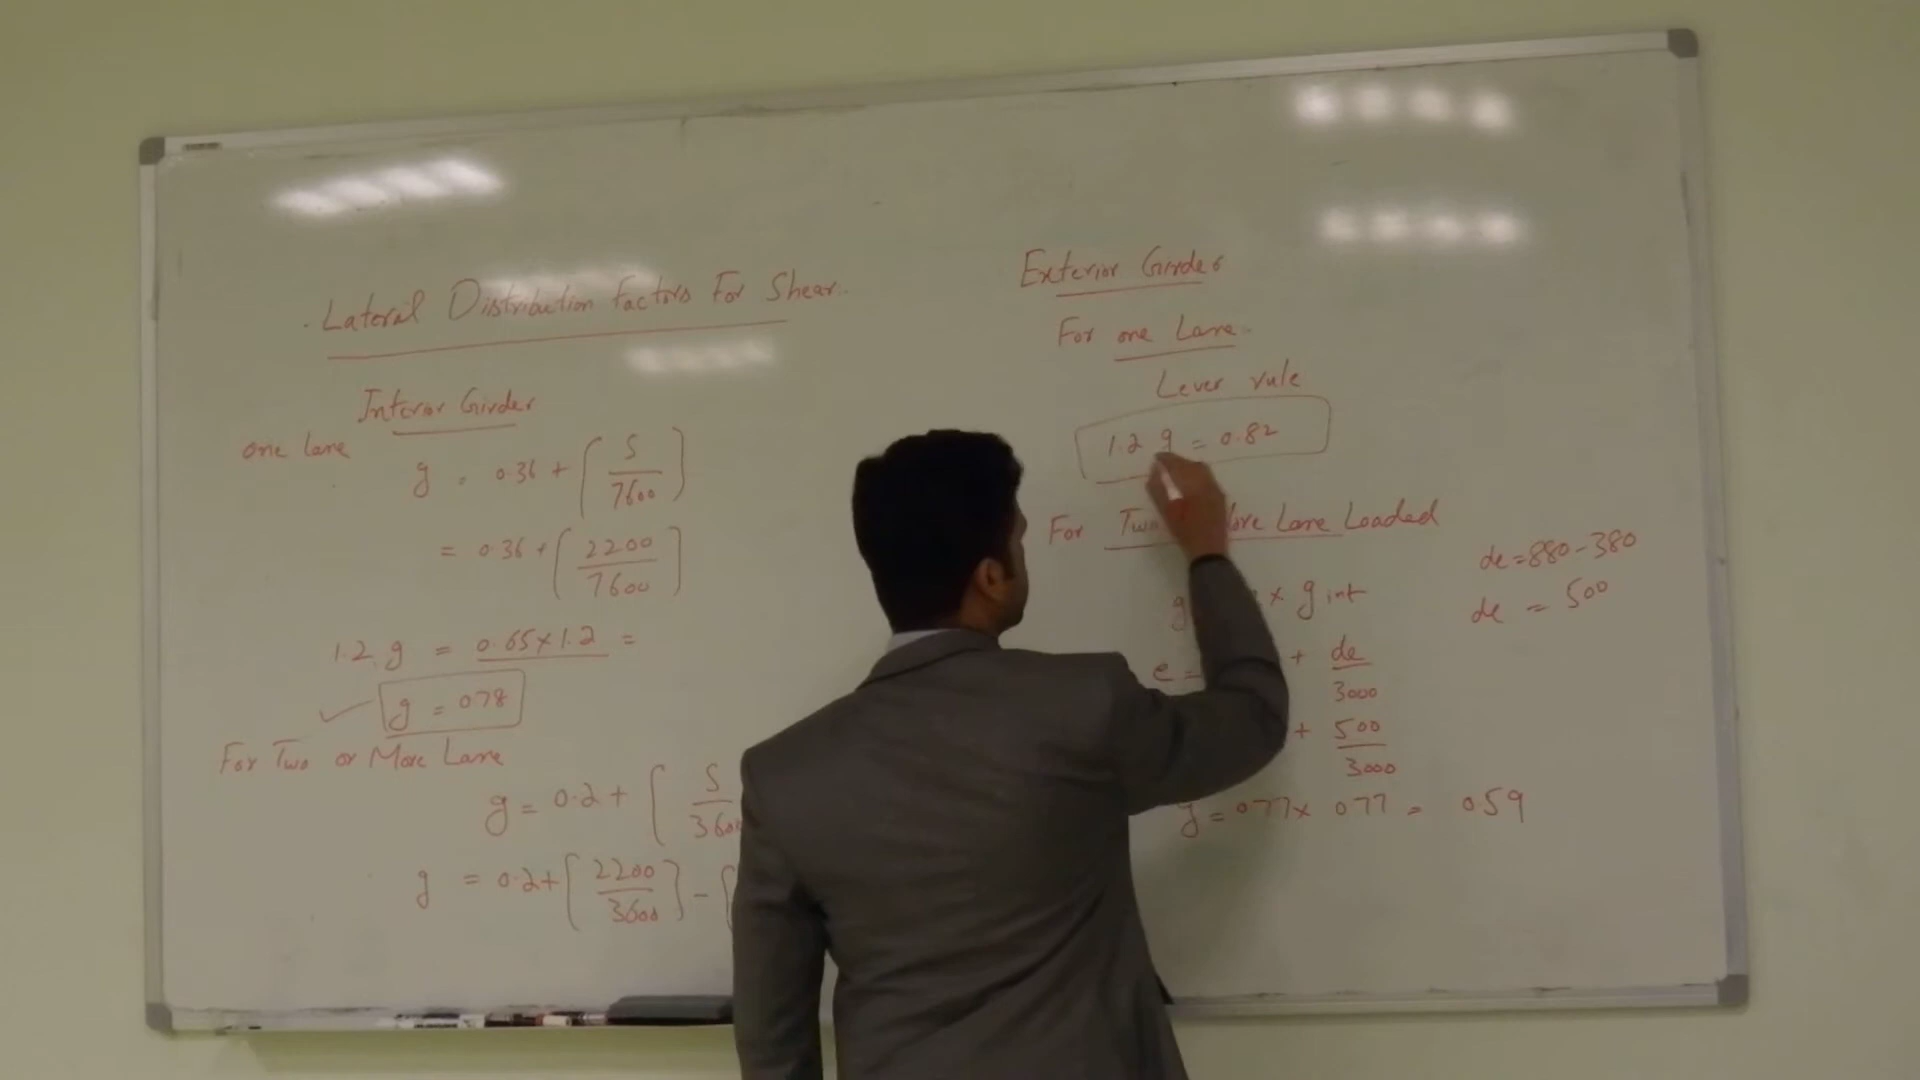 Lateral Distribution factors For Shear.
Interior Girder
one lane
g = 0.36 + [ S / 7600 ]
= 0.36 + [ 2200 / 7600 ]
1.2 g = 0.65 x 1.2 =
g = 0.78
For Two or More Lane
g = 0.2 + [ S / 3600
g = 0.2 + [ 2200 / 3600 ] - [
Exterior Girder
For one Lane
Lever rule
1.2 g = 0.82
For Two More Lane Loaded
de = 880 - 380
de = 500
g x g int
e = + de / 3000
+ 500 / 3000
g = 0.77 x 0.77 = 0.59